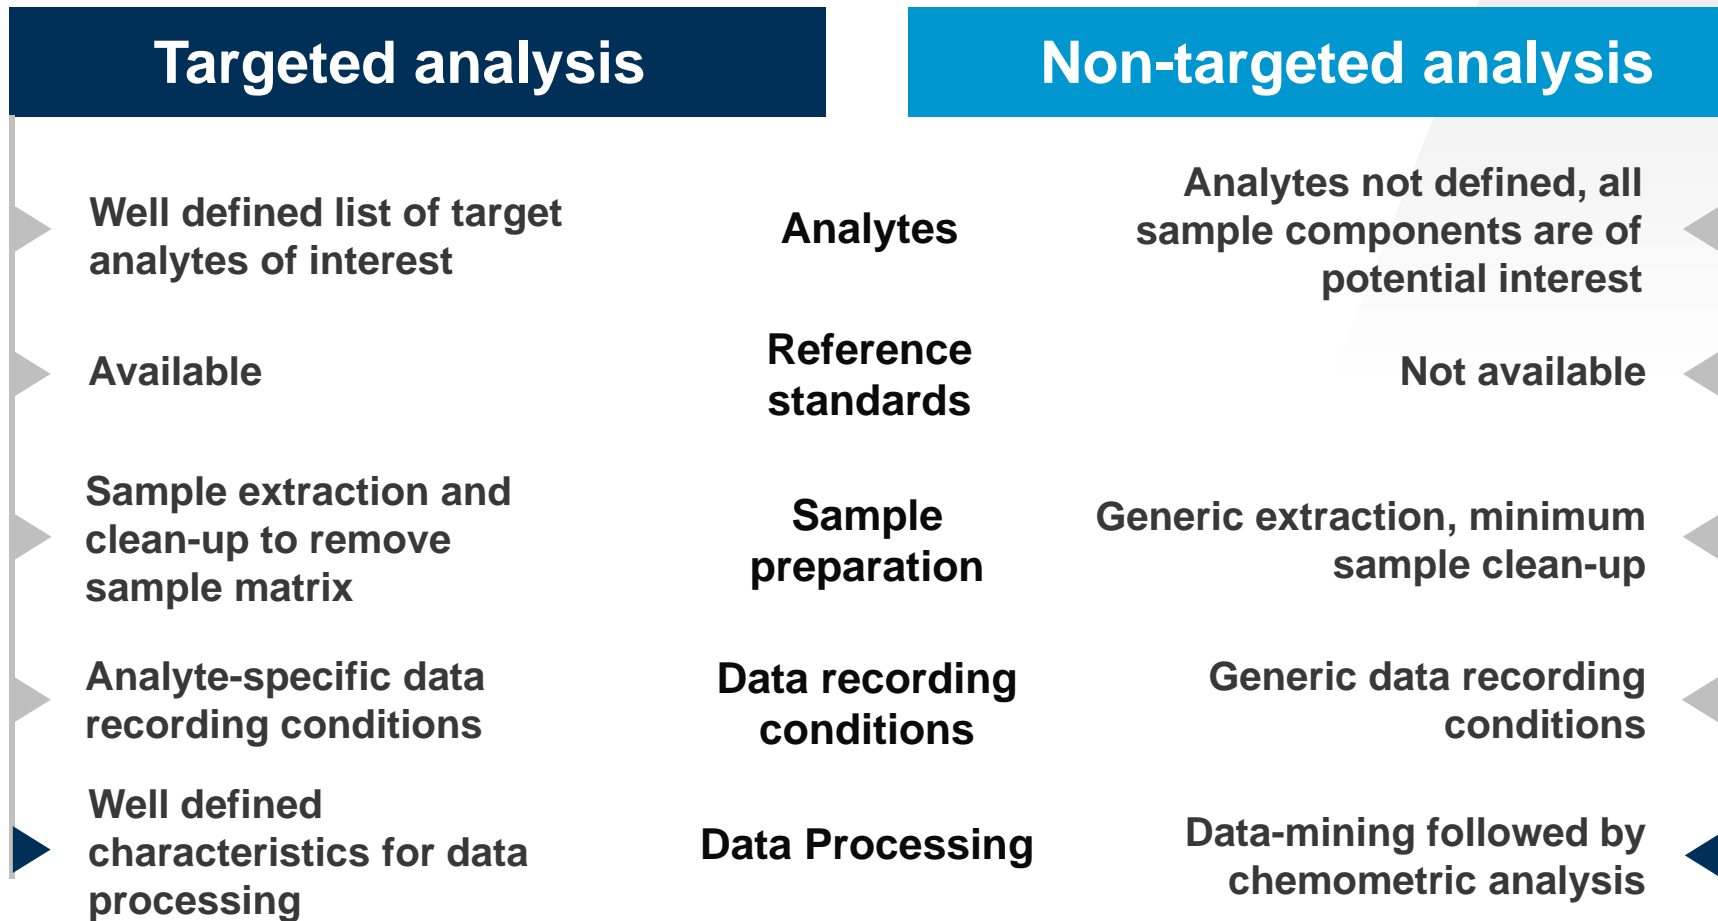 Targeted analysis
Non-targeted analysis
Well defined list of target
analytes of interest
Analytes
Analytes not defined, all
sample components are of
potential interest
Available
Reference
standards
Not available
Sample extraction and
clean-up to remove
sample matrix
Sample
preparation
Generic extraction, minimum
sample clean-up
Analyte-specific data
recording conditions
Data recording
conditions
Generic data recording
conditions
Well defined
characteristics for data
processing
Data Processing
Data-mining followed by
chemometric analysis